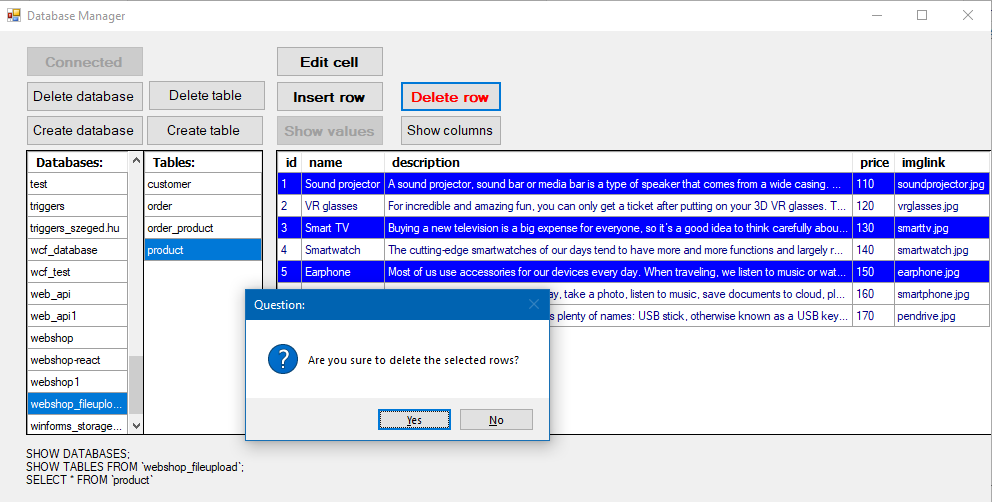 Database Manager
Connected
Edit cell
Delete database
Delete table
Insert row
Delete row
Create database
Create table
Show values
Show columns
Databases:
test
triggers
triggers_szeged.hu
wcf_database
wcf_test
web_api
web_api1
webshop
webshop-react
webshop1
webshop_fileuplo...
winfoms_storage...
Tables:
customer
order
order_product
product
id name description price imglink
1 Sound projector A sound projector, sound bar or media bar is a type of speaker that comes from a wide casing. ... 110 soundprojector.jpg
2 VR glasses For incredible and amazing fun, you can only get a ticket after putting on your 3D VR glasses. T... 120 vrglasses.jpg
3 Smart TV Buying a new television is a big expense for everyone, so it's a good idea to think carefully abou... 130 smarttv.jpg
4 Smartwatch The cutting-edge smartwatches of our days tend to have more and more functions and largely r... 140 smartwatch.jpg
5 Earphone Most of us use accessories for our devices every day. When traveling, we listen to music or wat... 150 earphone.jpg
ay, take a photo, listen to music, save documents to cloud, pl... 160 smartphone.jpg
s plenty of names: USB stick, otherwise known as a USB key... 170 pendrive.jpg
Question:
Are you sure to delete the selected rows?
Yes
No
SHOW DATABASES;
SHOW TABLES FROM `webshop_fileupload`;
SELECT * FROM `product`